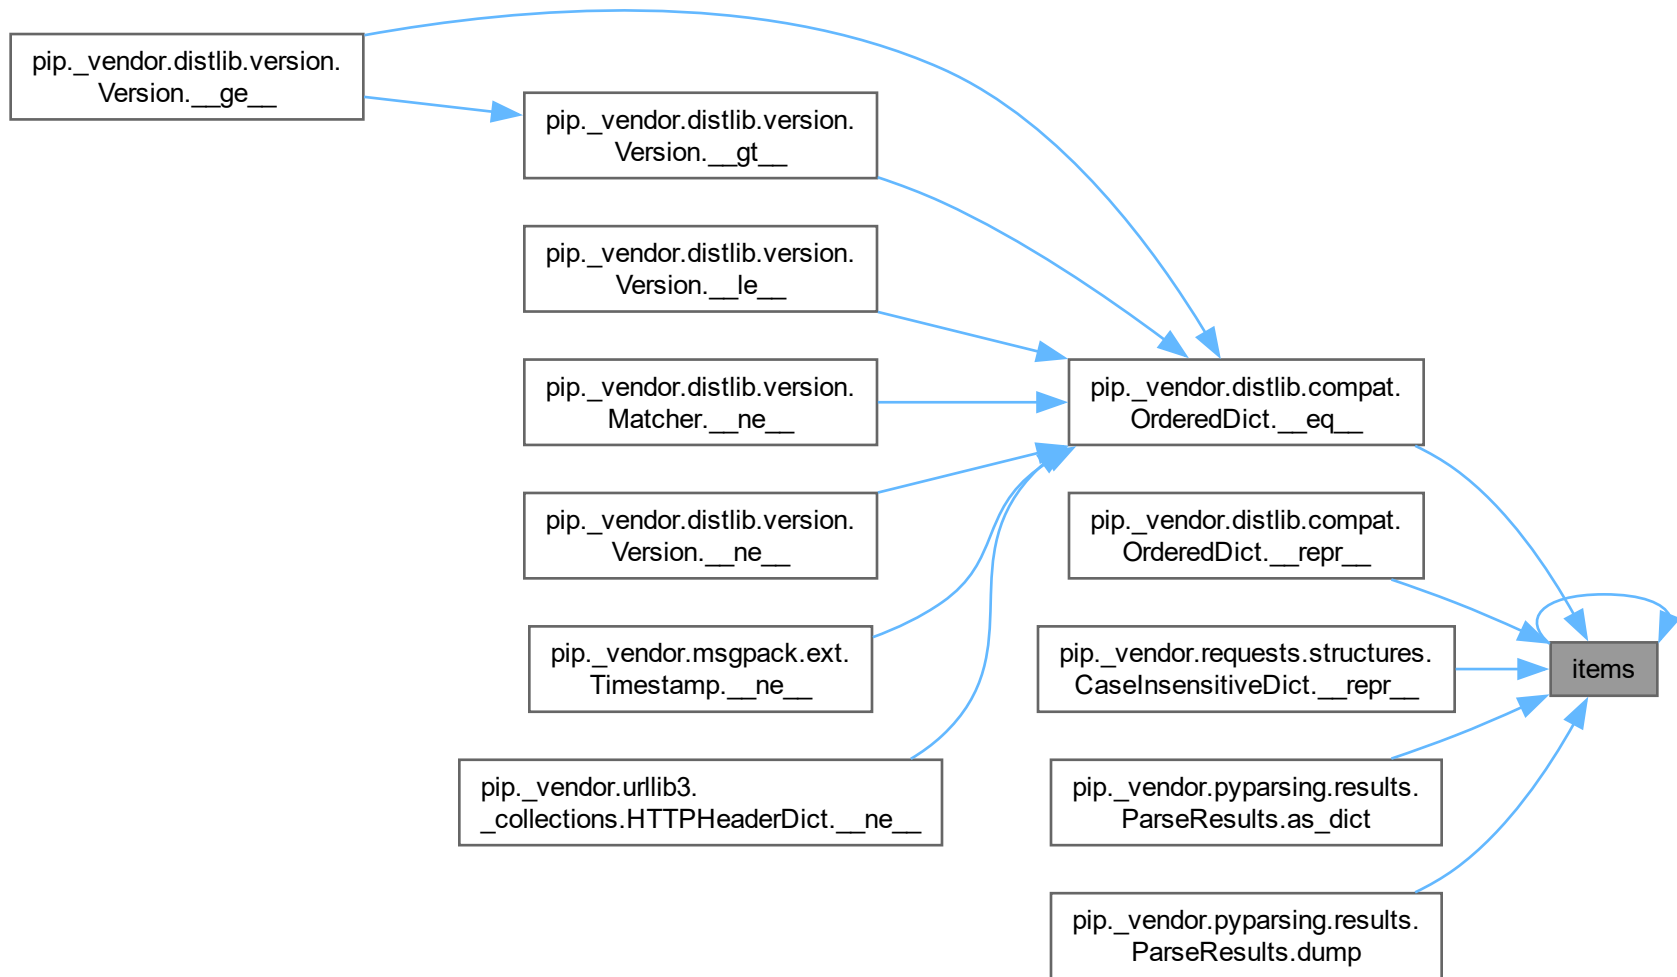 pip._vendor.distlib.version.
Version.__ge__
pip._vendor.distlib.version.
Version.__gt__
pip._vendor.distlib.version.
Version.__le__
pip._vendor.distlib.version.
Matcher.__ne__
pip._vendor.distlib.version.
Version.__ne__
pip._vendor.msgpack.ext.
Timestamp.__ne__
pip._vendor.urllib3.
_collections.HTTPHeaderDict.__ne__
pip._vendor.distlib.compat.
OrderedDict.__eq__
pip._vendor.distlib.compat.
OrderedDict.__repr__
pip._vendor.requests.structures.
CaseInsensitiveDict.__repr__
pip._vendor.pyparsing.results.
ParseResults.as_dict
pip._vendor.pyparsing.results.
ParseResults.dump
items